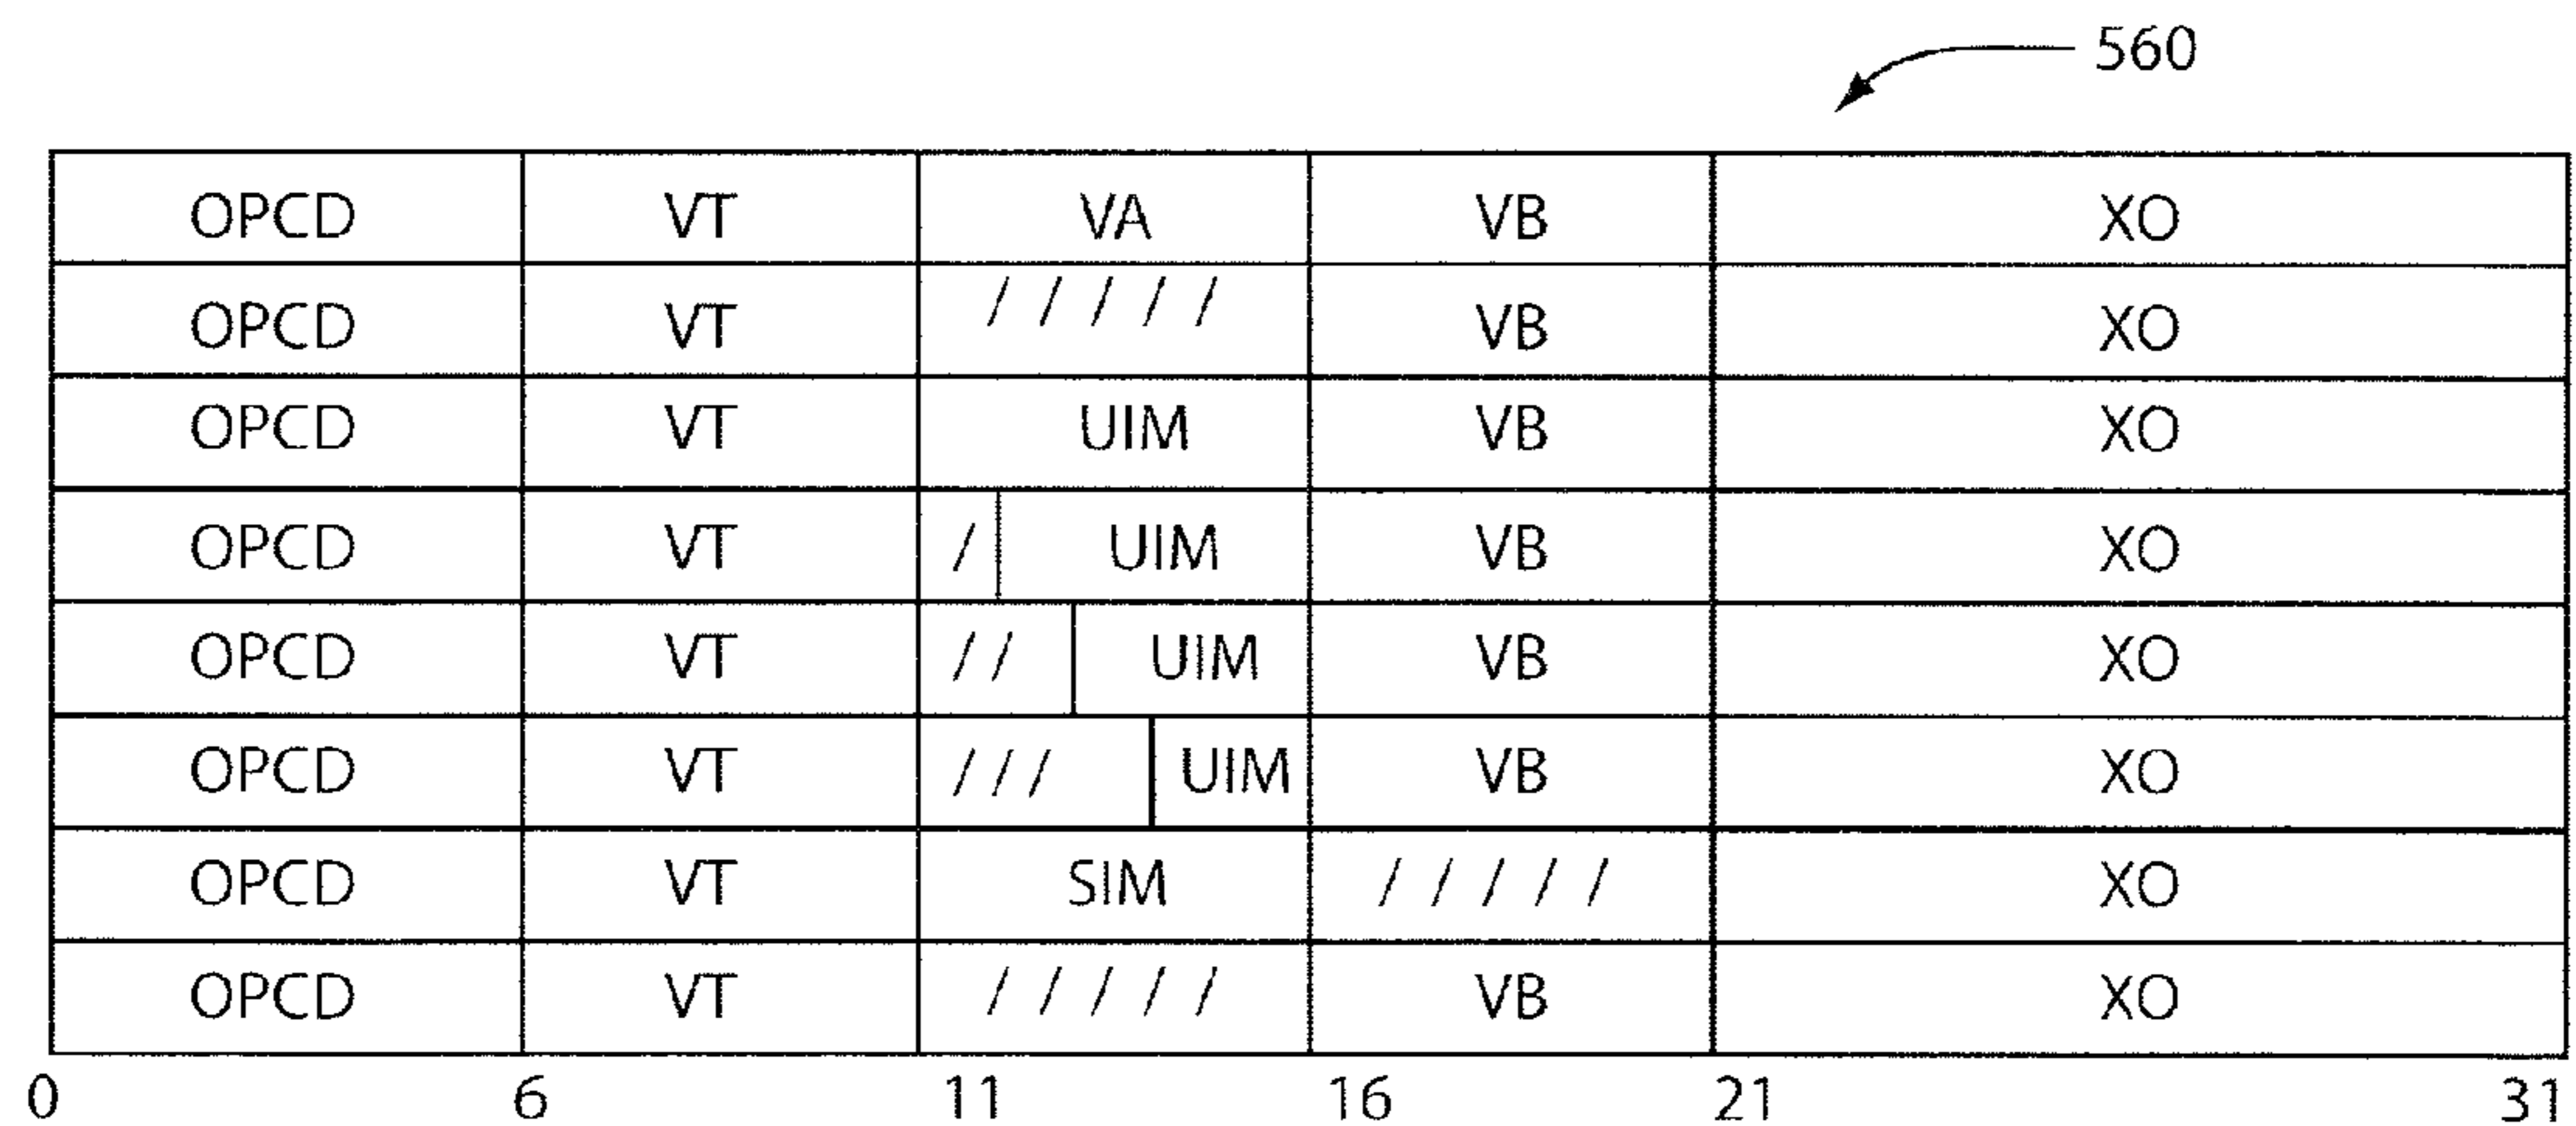 560
OPCD VT VA VB XO
OPCD VT / / / / / VB XO
OPCD VT UIM VB XO
OPCD VT / UIM VB XO
OPCD VT / / UIM VB XO
OPCD VT / / / UIM VB XO
OPCD VT SIM / / / / / XO
OPCD VT / / / / / VB XO
0 6 11 16 21 31